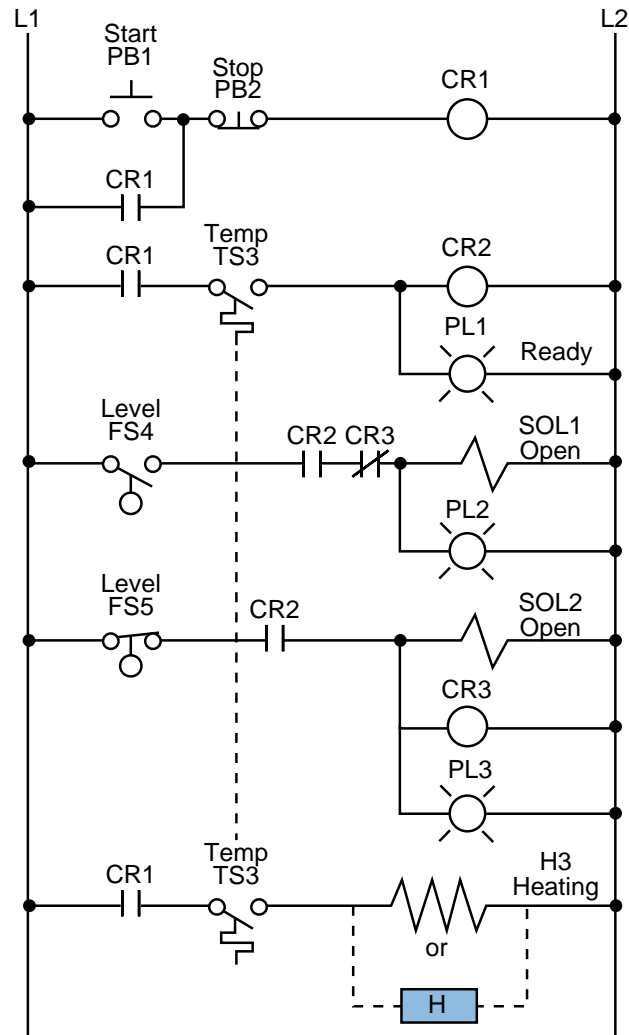 L1
L2
Start
PB1
Stop
PB2
CR1
CR1
CR1
Temp
TS3
CR2
PL1
Ready
Level
FS4
CR2
CR3
SOL1
Open
PL2
Level
FS5
CR2
SOL2
Open
CR3
PL3
CR1
Temp
TS3
H3
Heating
or
H